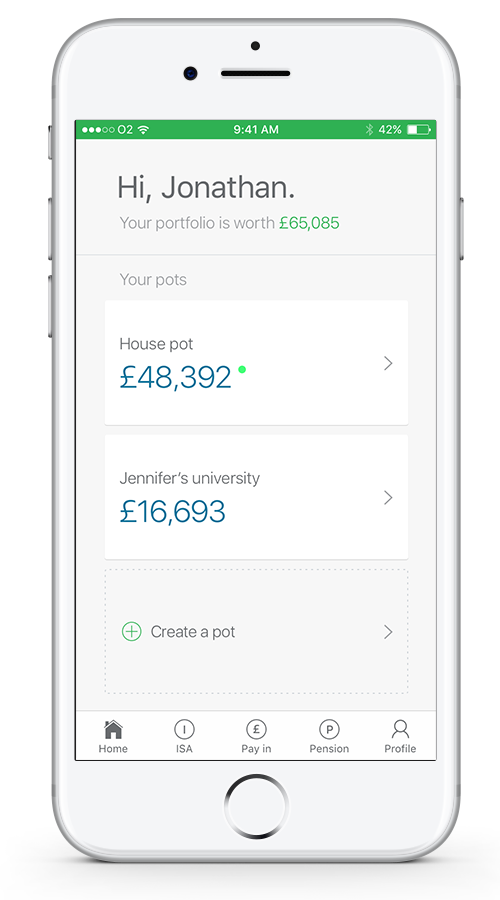 O2 9:41 AM 42%
Hi, Jonathan.
Your portfolio is worth £65,085
Your pots
House pot
£48,392
Jennifer’s university
£16,693
Create a pot
I £ P
Home ISA Pay in Pension Profile